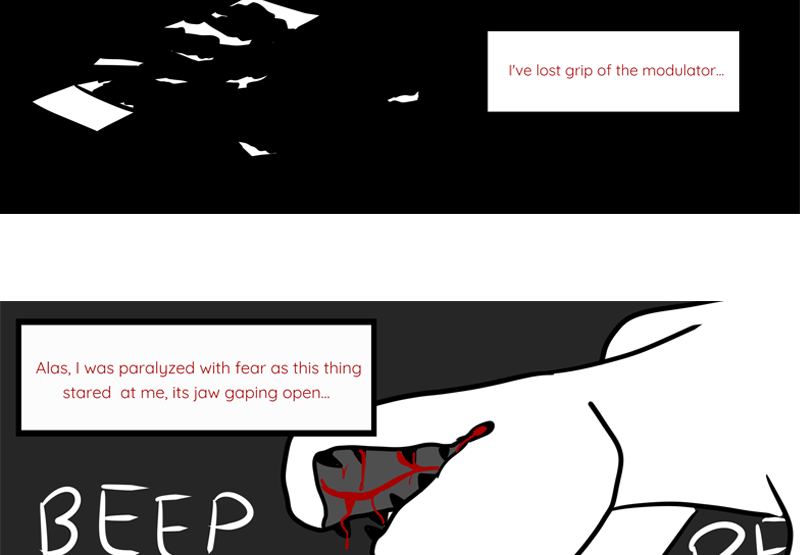 I've lost grip of the modulator...
Alas, I was paralyzed with fear as this thing
stared at me, its jaw gaping open...
BEEP